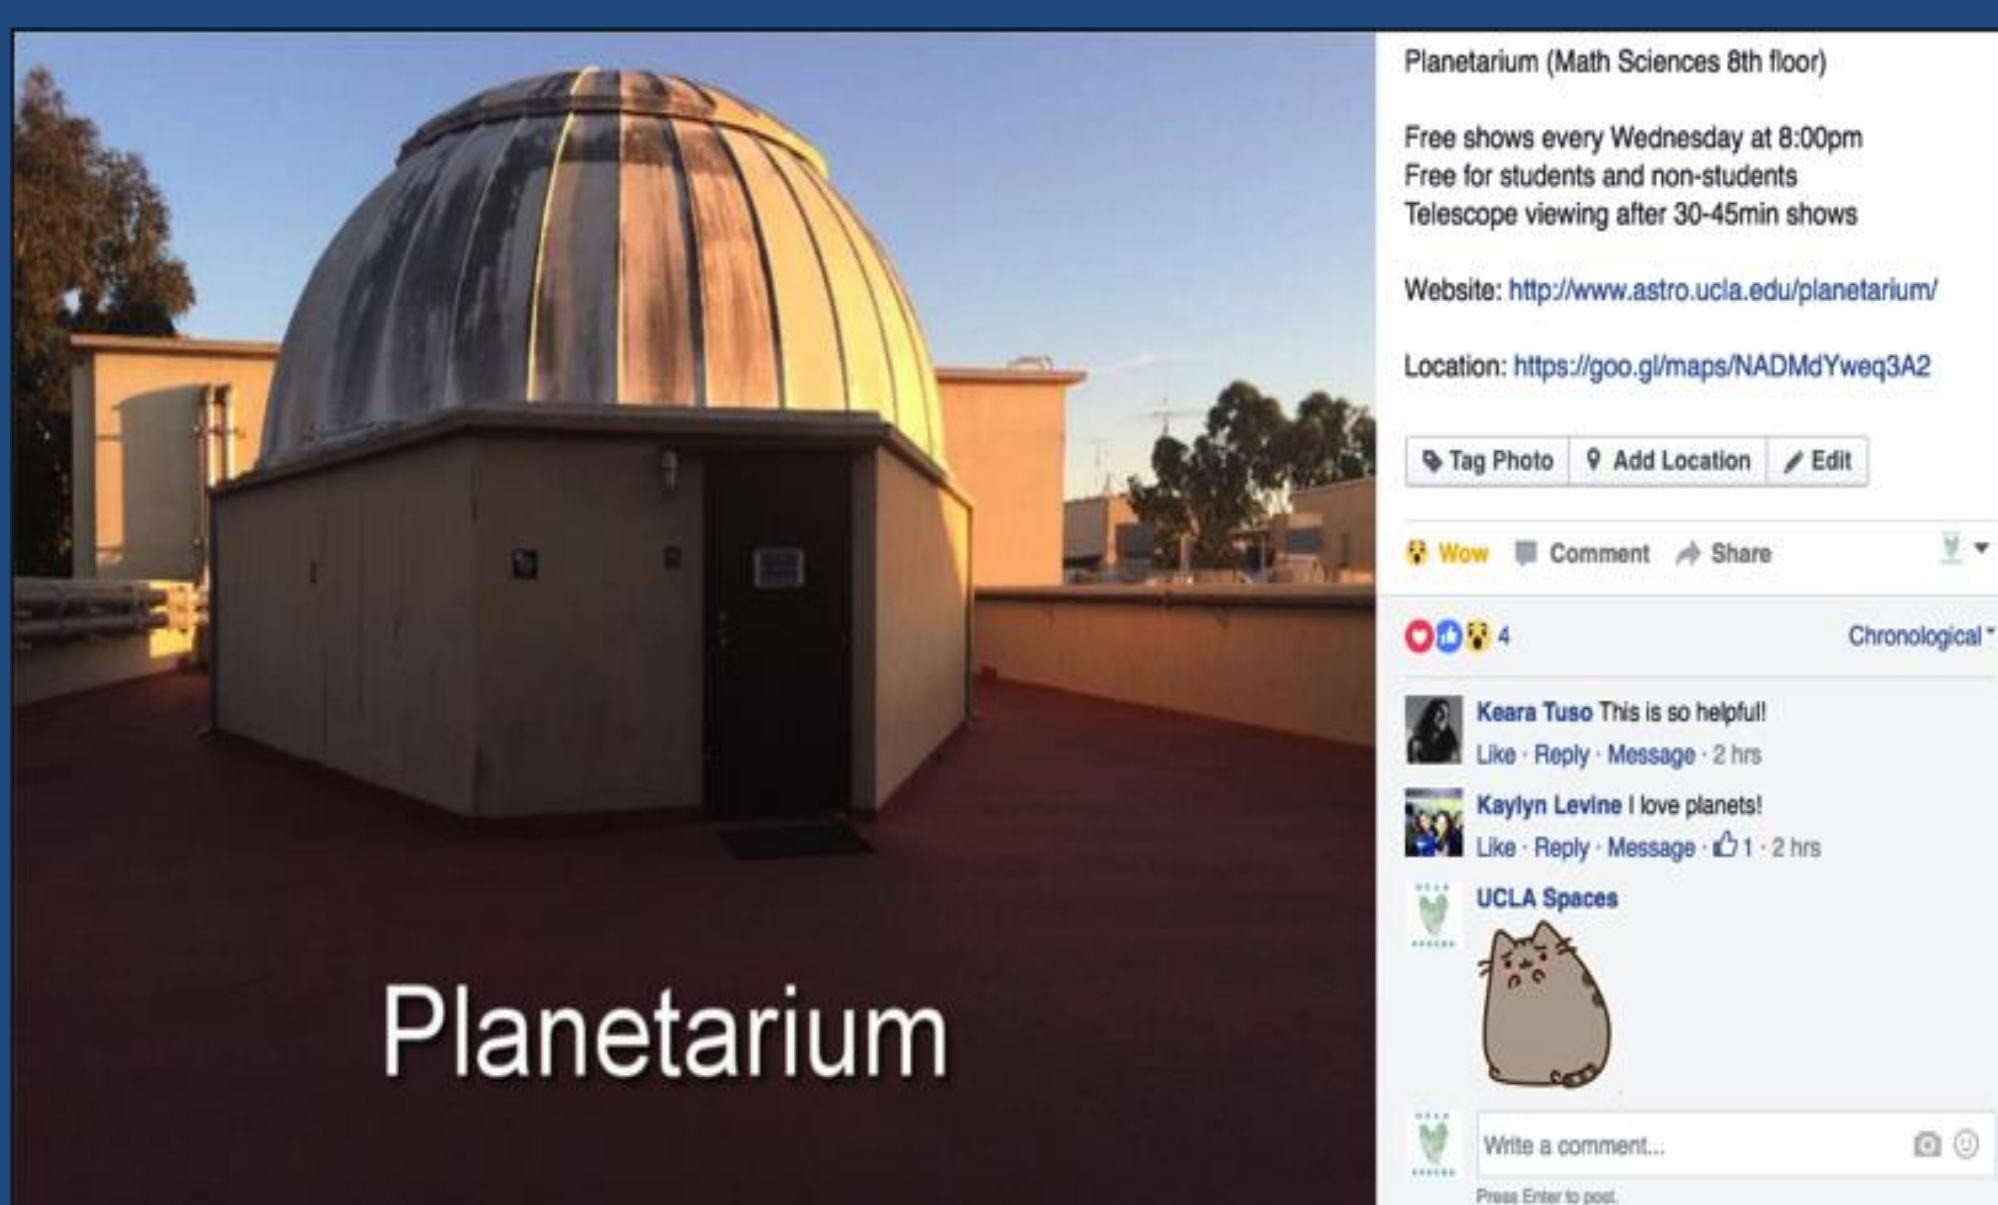 Planetarium (Math Sciences 8th floor)
Free shows every Wednesday at 8:00pm
Free for students and non-students
Telescope viewing after 30-45min shows
Website: http://www.astro.ucla.edu/planetarium/
Location: https://goo.gl/maps/NADMdYweq3A2
Tag Photo Add Location Edit
Wow Comment Share
4 Chronological
Keara Tuso This is so helpful!
Like · Reply · Message · 2 hrs
Kaylyn Levine I love planets!
Like · Reply · Message · 1 · 2 hrs
UCLA Spaces
UCLA
SPACES
Planetarium
UCLA
SPACES
Write a comment...
Press Enter to post.